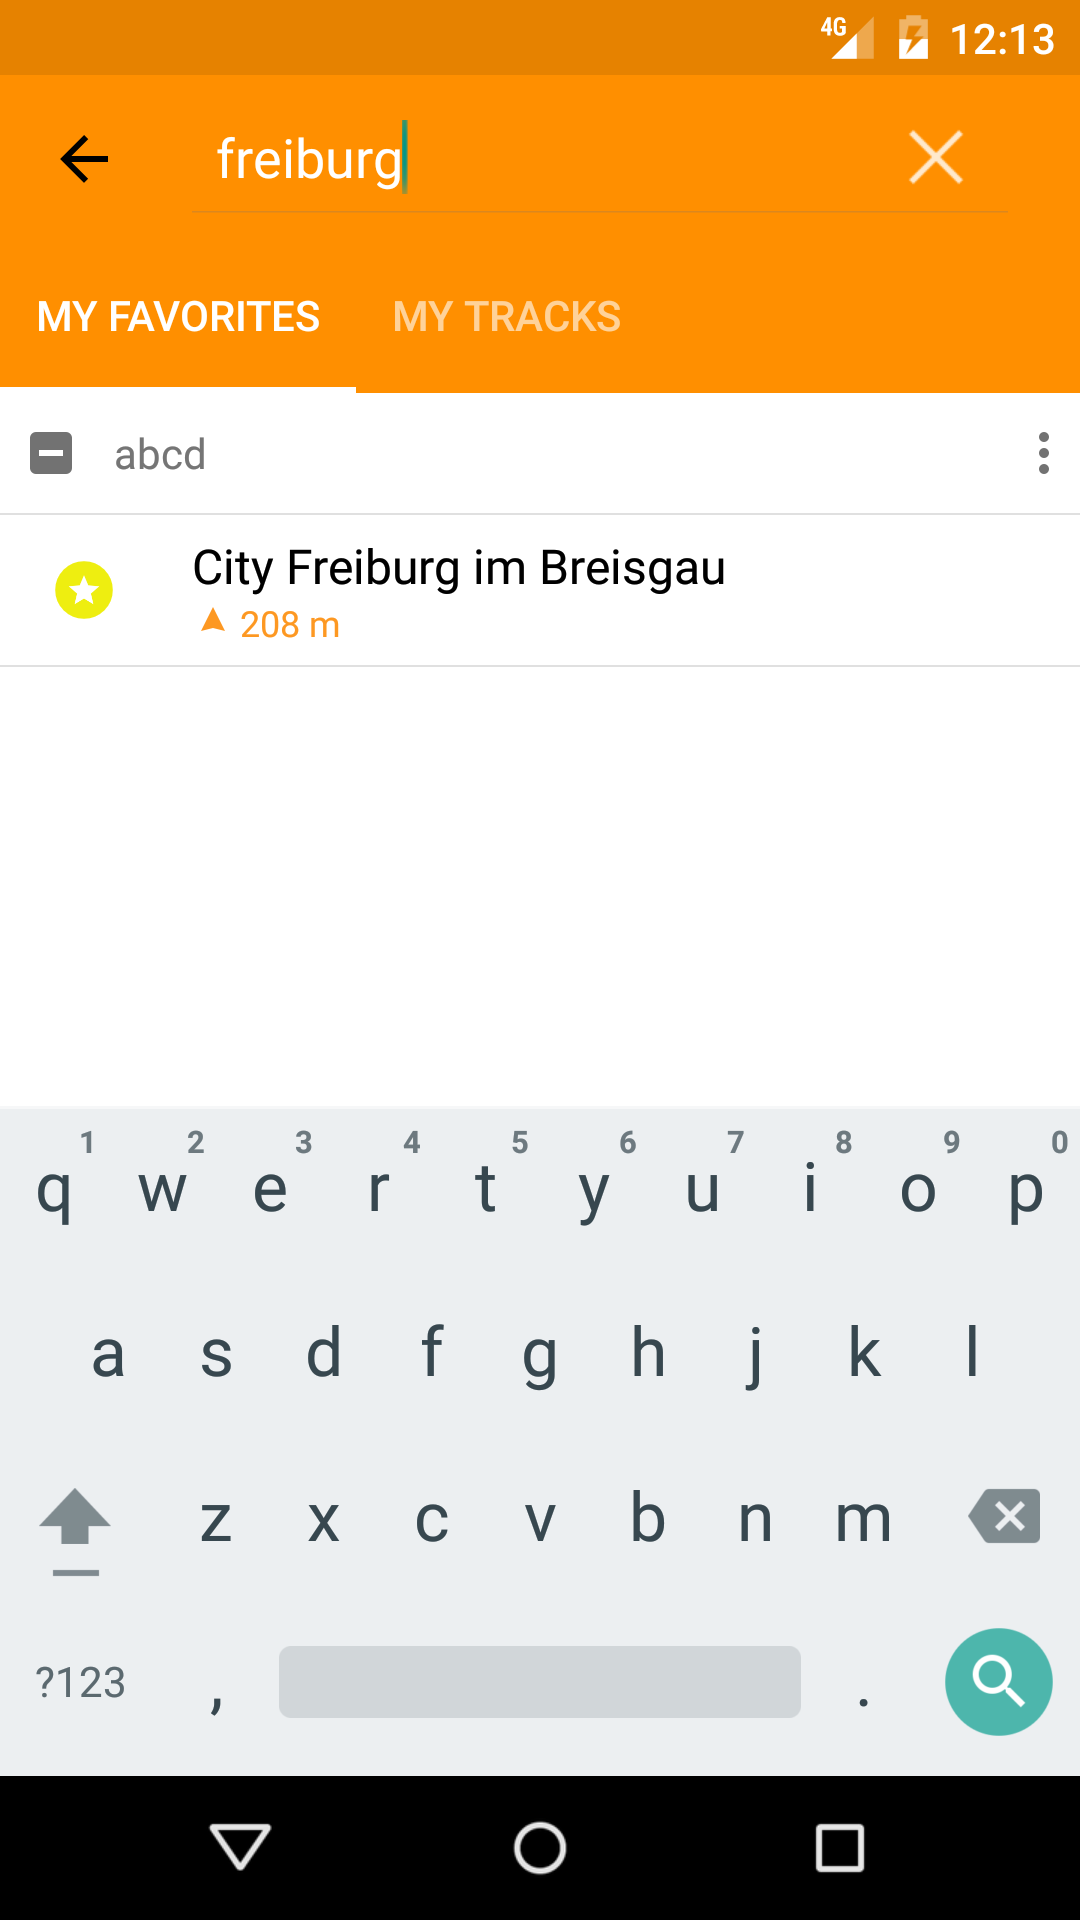 4G 12:13
freiburg
MY FAVORITES MY TRACKS
abcd
City Freiburg im Breisgau
208 m
1 2 3 4 5 6 7 8 9 0
q w e r t y u i o p
a s d f g h j k l
z x c v b n m
?123 , .